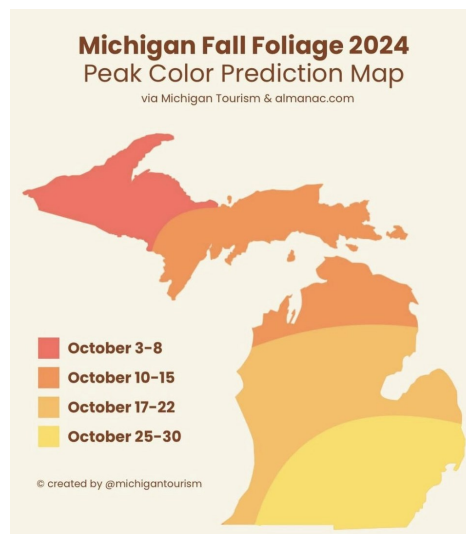 Michigan Fall Foliage 2024
Peak Color Prediction Map
via Michigan Tourism & almanac.com
October 3-8
October 10-15
October 17-22
October 25-30
© created by @michigantourism